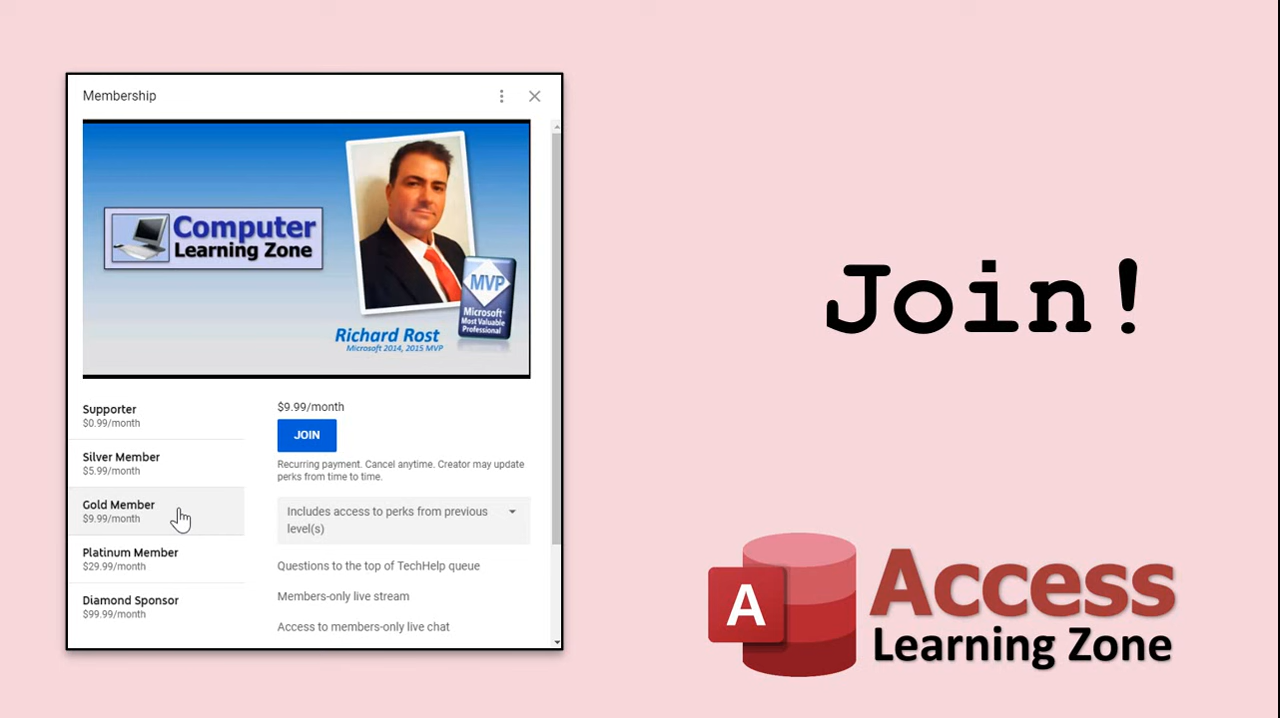 Membership
Computer
Learning Zone
MVP
Microsoft®
Most Valuable
Professional
Richard Rost
Microsoft 2014, 2015 MVP
Supporter
$0.99/month
Silver Member
$5.99/month
Gold Member
$9.99/month
Platinum Member
$29.99/month
Diamond Sponsor
$99.99/month
$9.99/month
JOIN
Recurring payment. Cancel anytime. Creator may update
perks from time to time.
Includes access to perks from previous
level(s)
Questions to the top of TechHelp queue
Members-only live stream
Access to members-only live chat
Join!
A
Access
Learning Zone